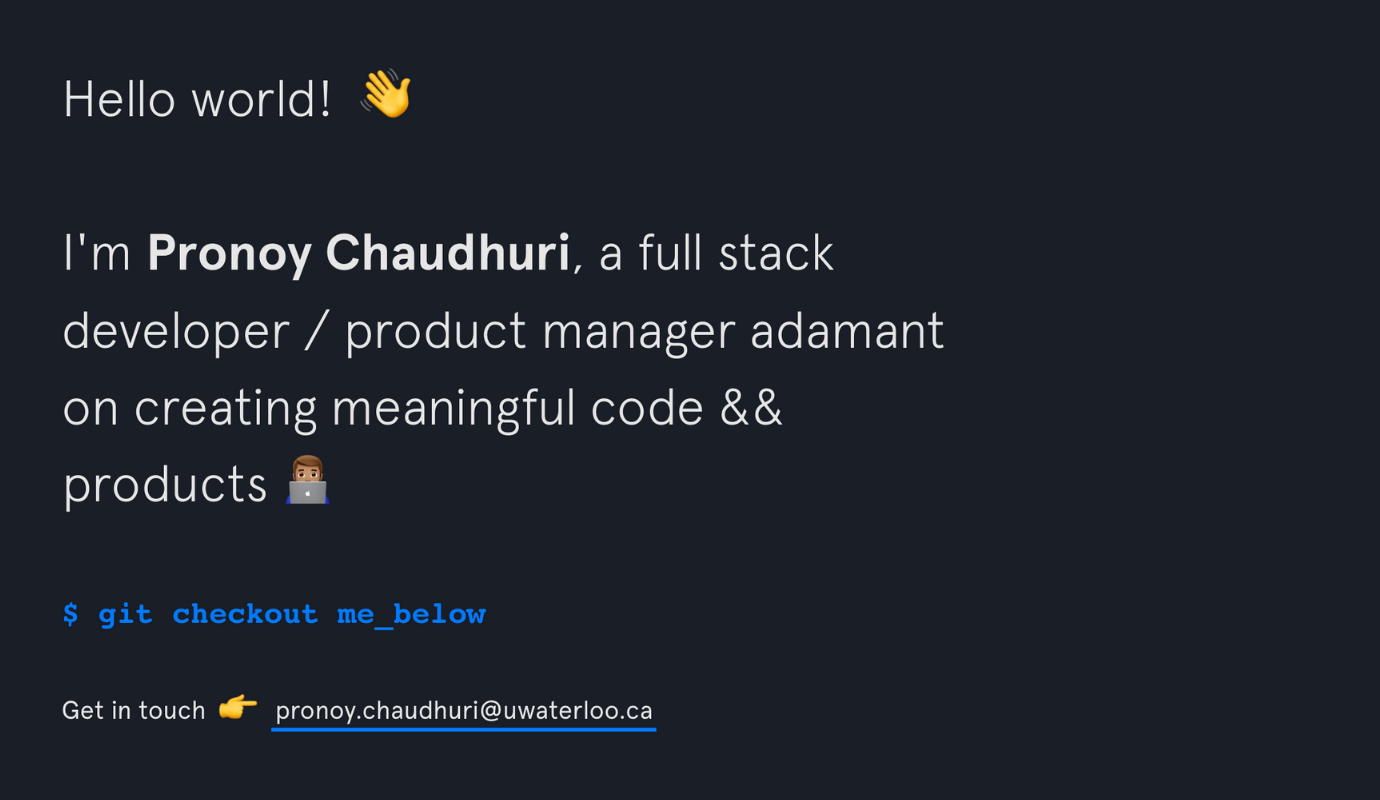 Hello world! 👋
I'm Pronoy Chaudhuri, a full stack
developer / product manager adamant
on creating meaningful code &&
products 👨🏽‍💻
$ git checkout me_below
Get in touch 👉 pronoy.chaudhuri@uwaterloo.ca